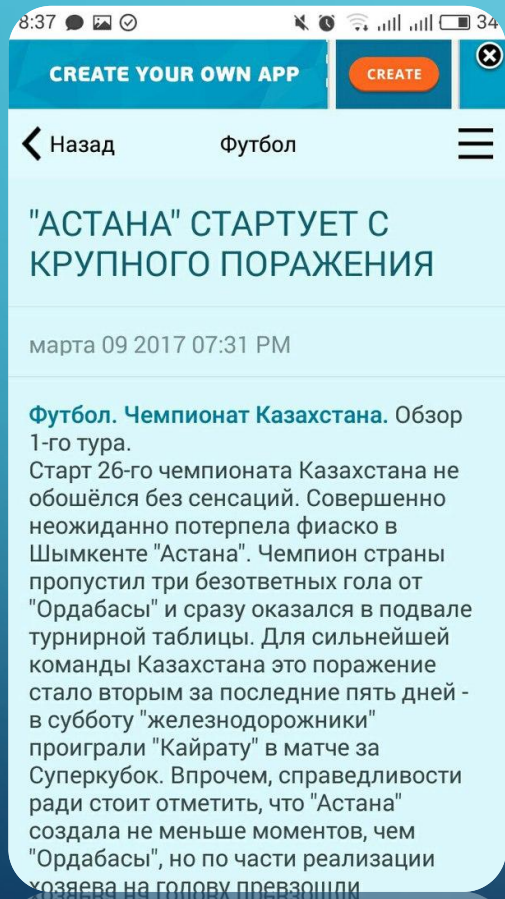 8:37 34
CREATE YOUR OWN APP CREATE
Назад Футбол
"АСТАНА" СТАРТУЕТ С
КРУПНОГО ПОРАЖЕНИЯ
марта 09 2017 07:31 PM
Футбол. Чемпионат Казахстана. Обзор
1-го тура.
Старт 26-го чемпионата Казахстана не
обошёлся без сенсаций. Совершенно
неожиданно потерпела фиаско в
Шымкенте "Астана". Чемпион страны
пропустил три безответных гола от
"Ордабасы" и сразу оказался в подвале
турнирной таблицы. Для сильнейшей
команды Казахстана это поражение
стало вторым за последние пять дней -
в субботу "железнодорожники"
проиграли "Кайрату" в матче за
Суперкубок. Впрочем, справедливости
ради стоит отметить, что "Астана"
создала не меньше моментов, чем
"Ордабасы", но по части реализации
хозяева на голову превзошли